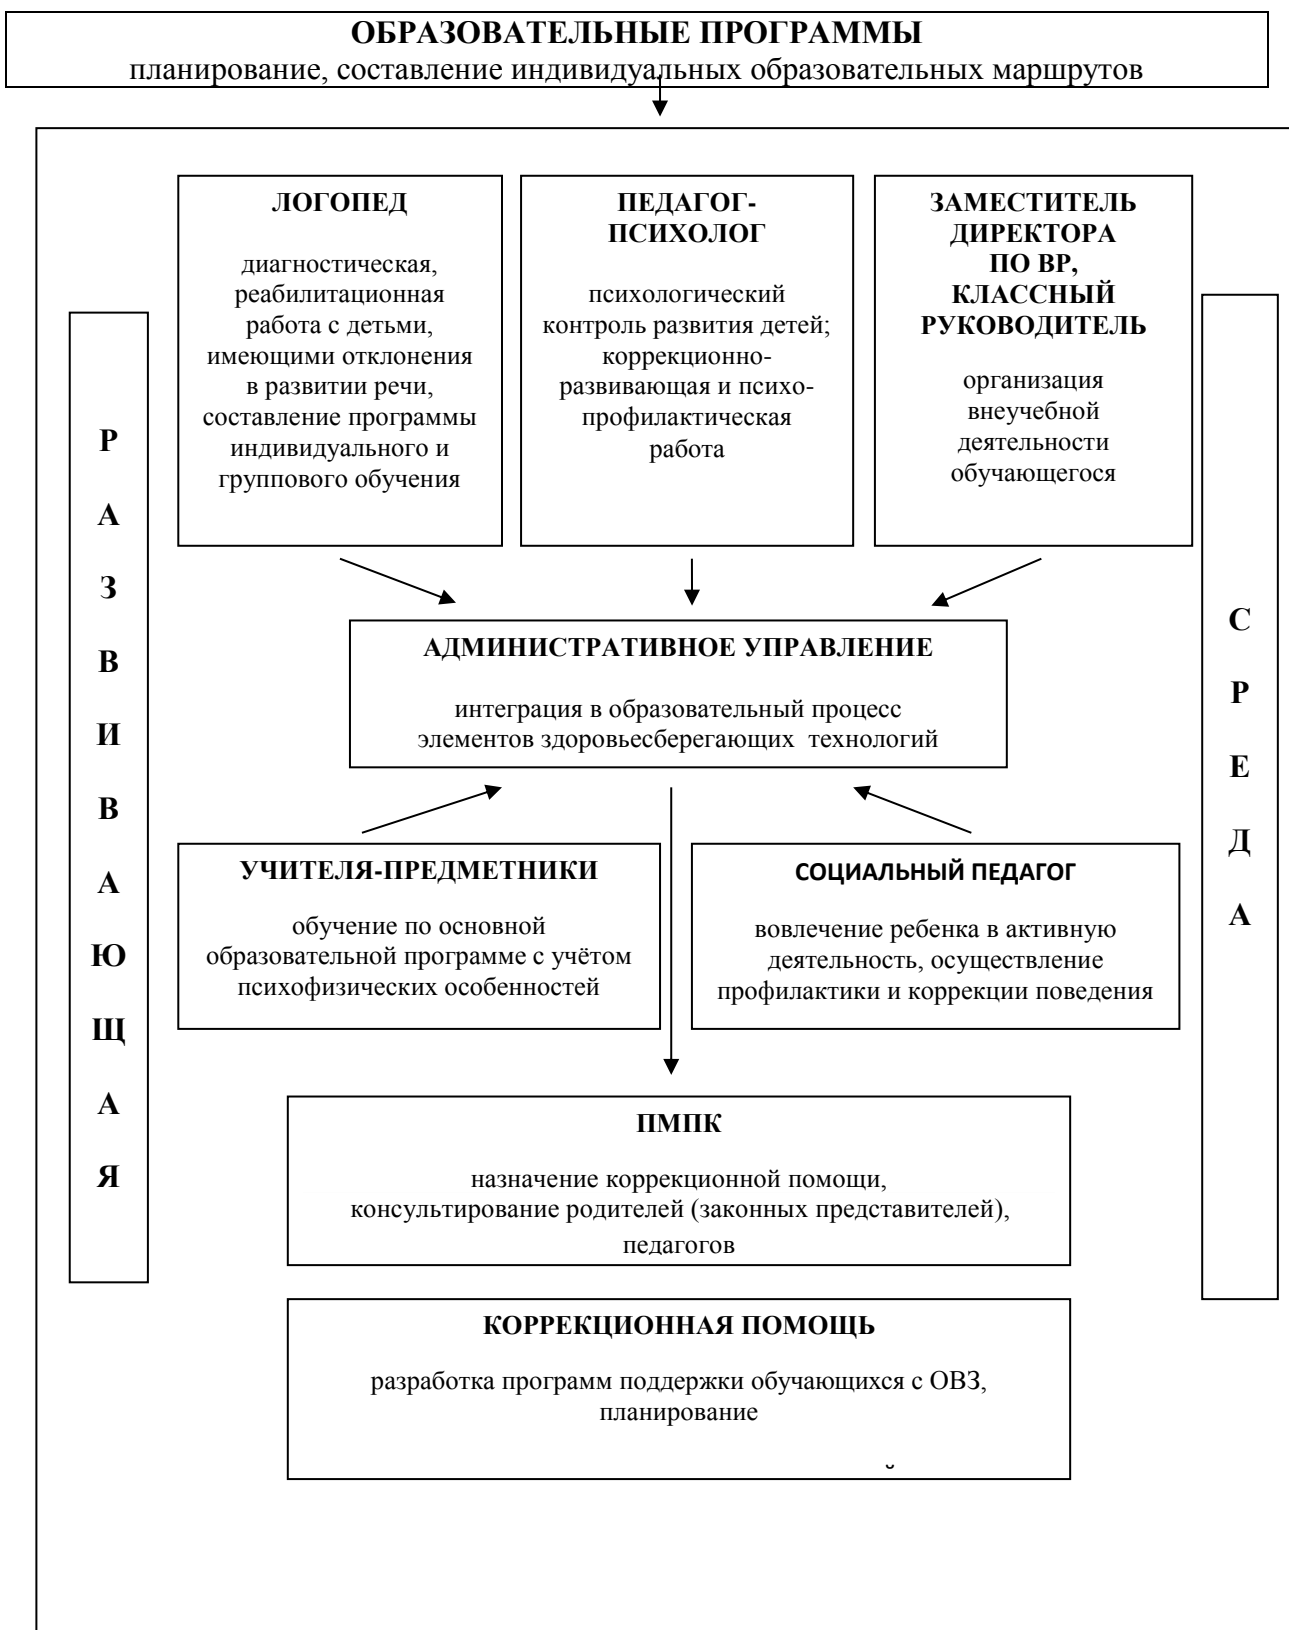 ОБРАЗОВАТЕЛЬНЫЕ ПРОГРАММЫ
планирование, составление индивидуальных образовательных маршрутов
ЛОГОПЕД
диагностическая,
реабилитационная
работа с детьми,
имеющими отклонения
в развитии речи,
составление программы
индивидуального и
группового обучения
ПЕДАГОГ-
ПСИХОЛОГ
психологический
контроль развития детей;
коррекционно-
развивающая и психо-
профилактическая
работа
ЗАМЕСТИТЕЛЬ
ДИРЕКТОРА
ПО ВР,
КЛАССНЫЙ
РУКОВОДИТЕЛЬ
организация
внеучебной
деятельности
обучающегося
Р
А
З
В
И
В
А
Ю
Щ
А
Я
С
Р
Е
Д
А
АДМИНИСТРАТИВНОЕ УПРАВЛЕНИЕ
интеграция в образовательный процесс
элементов здоровьесберегающих технологий
УЧИТЕЛЯ-ПРЕДМЕТНИКИ
обучение по основной
образовательной программе с учётом
психофизических особенностей
СОЦИАЛЬНЫЙ ПЕДАГОГ
вовлечение ребенка в активную
деятельность, осуществление
профилактики и коррекции поведения
ПМПК
назначение коррекционной помощи,
консультирование родителей (законных представителей),
педагогов
КОРРЕКЦИОННАЯ ПОМОЩЬ
разработка программ поддержки обучающихся с ОВЗ,
планирование